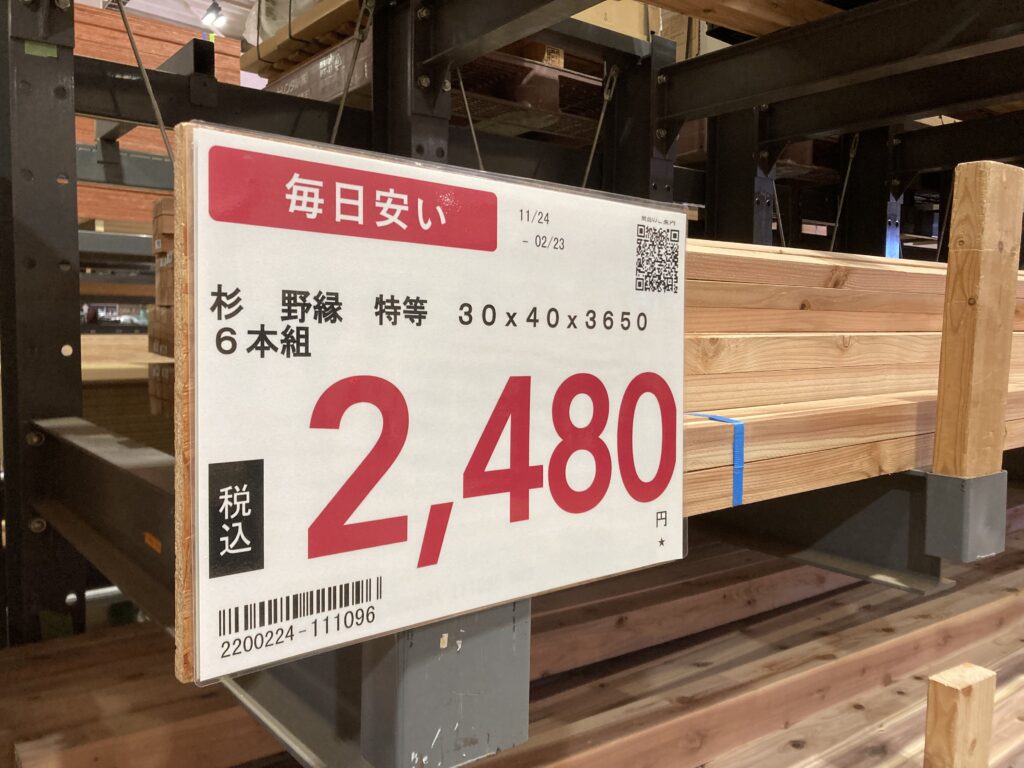 毎日安い
11/24
- 02/23
杉　野縁　特等　３０ｘ４０ｘ３６５０
６本組
税込
2,480
円
★
2200224-111096